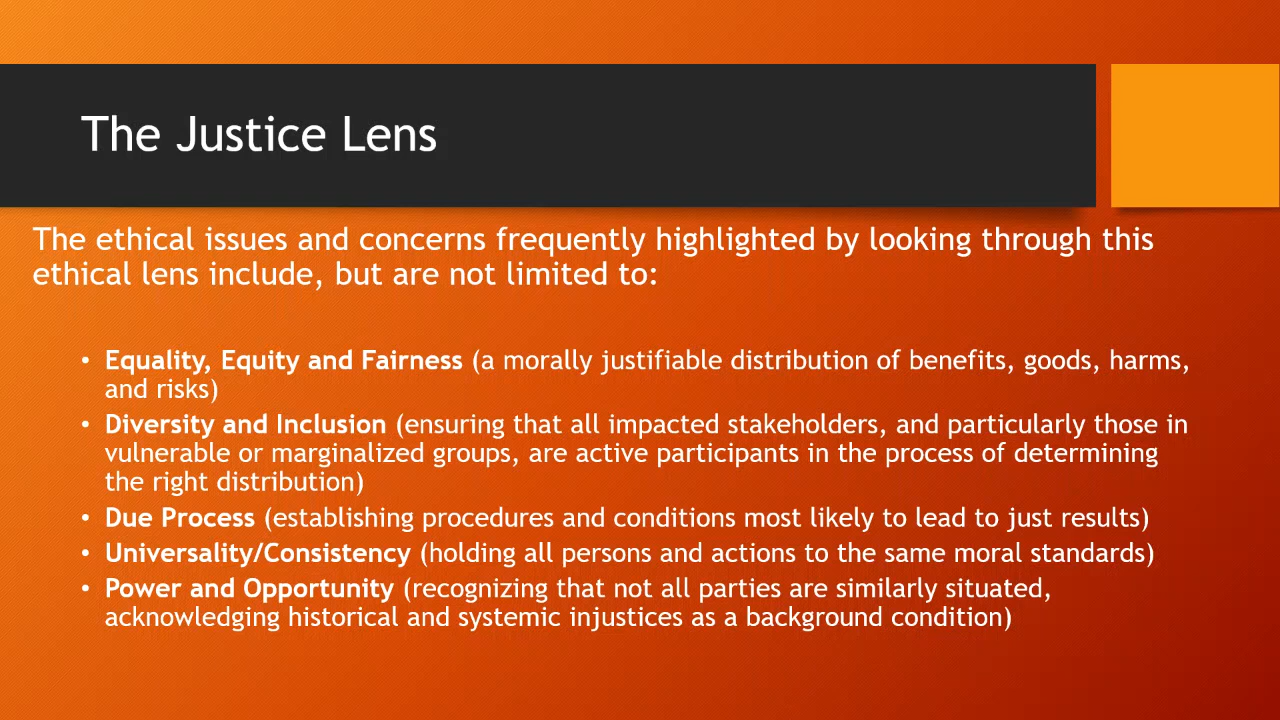 The Justice Lens
The ethical issues and concerns frequently highlighted by looking through this
ethical lens include, but are not limited to:
• Equality, Equity and Fairness (a morally justifiable distribution of benefits, goods, harms,
and risks)
• Diversity and Inclusion (ensuring that all impacted stakeholders, and particularly those in
vulnerable or marginalized groups, are active participants in the process of determining
the right distribution)
• Due Process (establishing procedures and conditions most likely to lead to just results)
• Universality/Consistency (holding all persons and actions to the same moral standards)
• Power and Opportunity (recognizing that not all parties are similarly situated,
acknowledging historical and systemic injustices as a background condition)